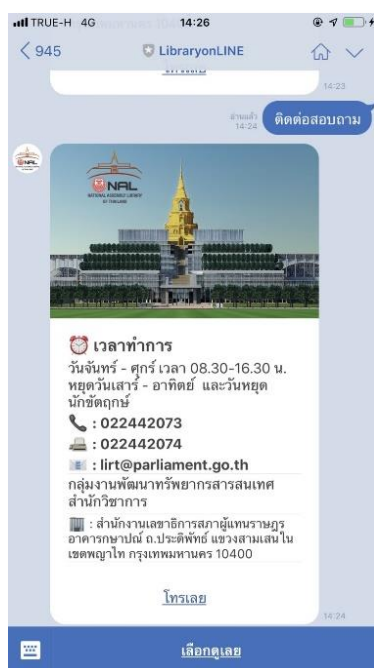 TRUE-H 4G
14:26
945
LibraryonLINE
14:23
อ่านแล้ว
14:24
ติดต่อสอบถาม
NAL
NATIONAL ASSEMBLY LIBRARY
OF THAILAND
เวลาทำการ
วันจันทร์ - ศุกร์ เวลา 08.30-16.30 น.
หยุดวันเสาร์ - อาทิตย์ และวันหยุด
นักขัตฤกษ์
: 022442073
: 022442074
: lirt@parliament.go.th
กลุ่มงานพัฒนาทรัพยากรสารสนเทศ
สำนักวิชาการ
: สำนักงานเลขาธิการสภาผู้แทนราษฎร
อาคารกษาปณ์ ถ.ประดิพัทธ์ แขวงสามเสนใน
เขตพญาไท กรุงเทพมหานคร 10400
โทรเลย
14:24
เลือกดูเลย